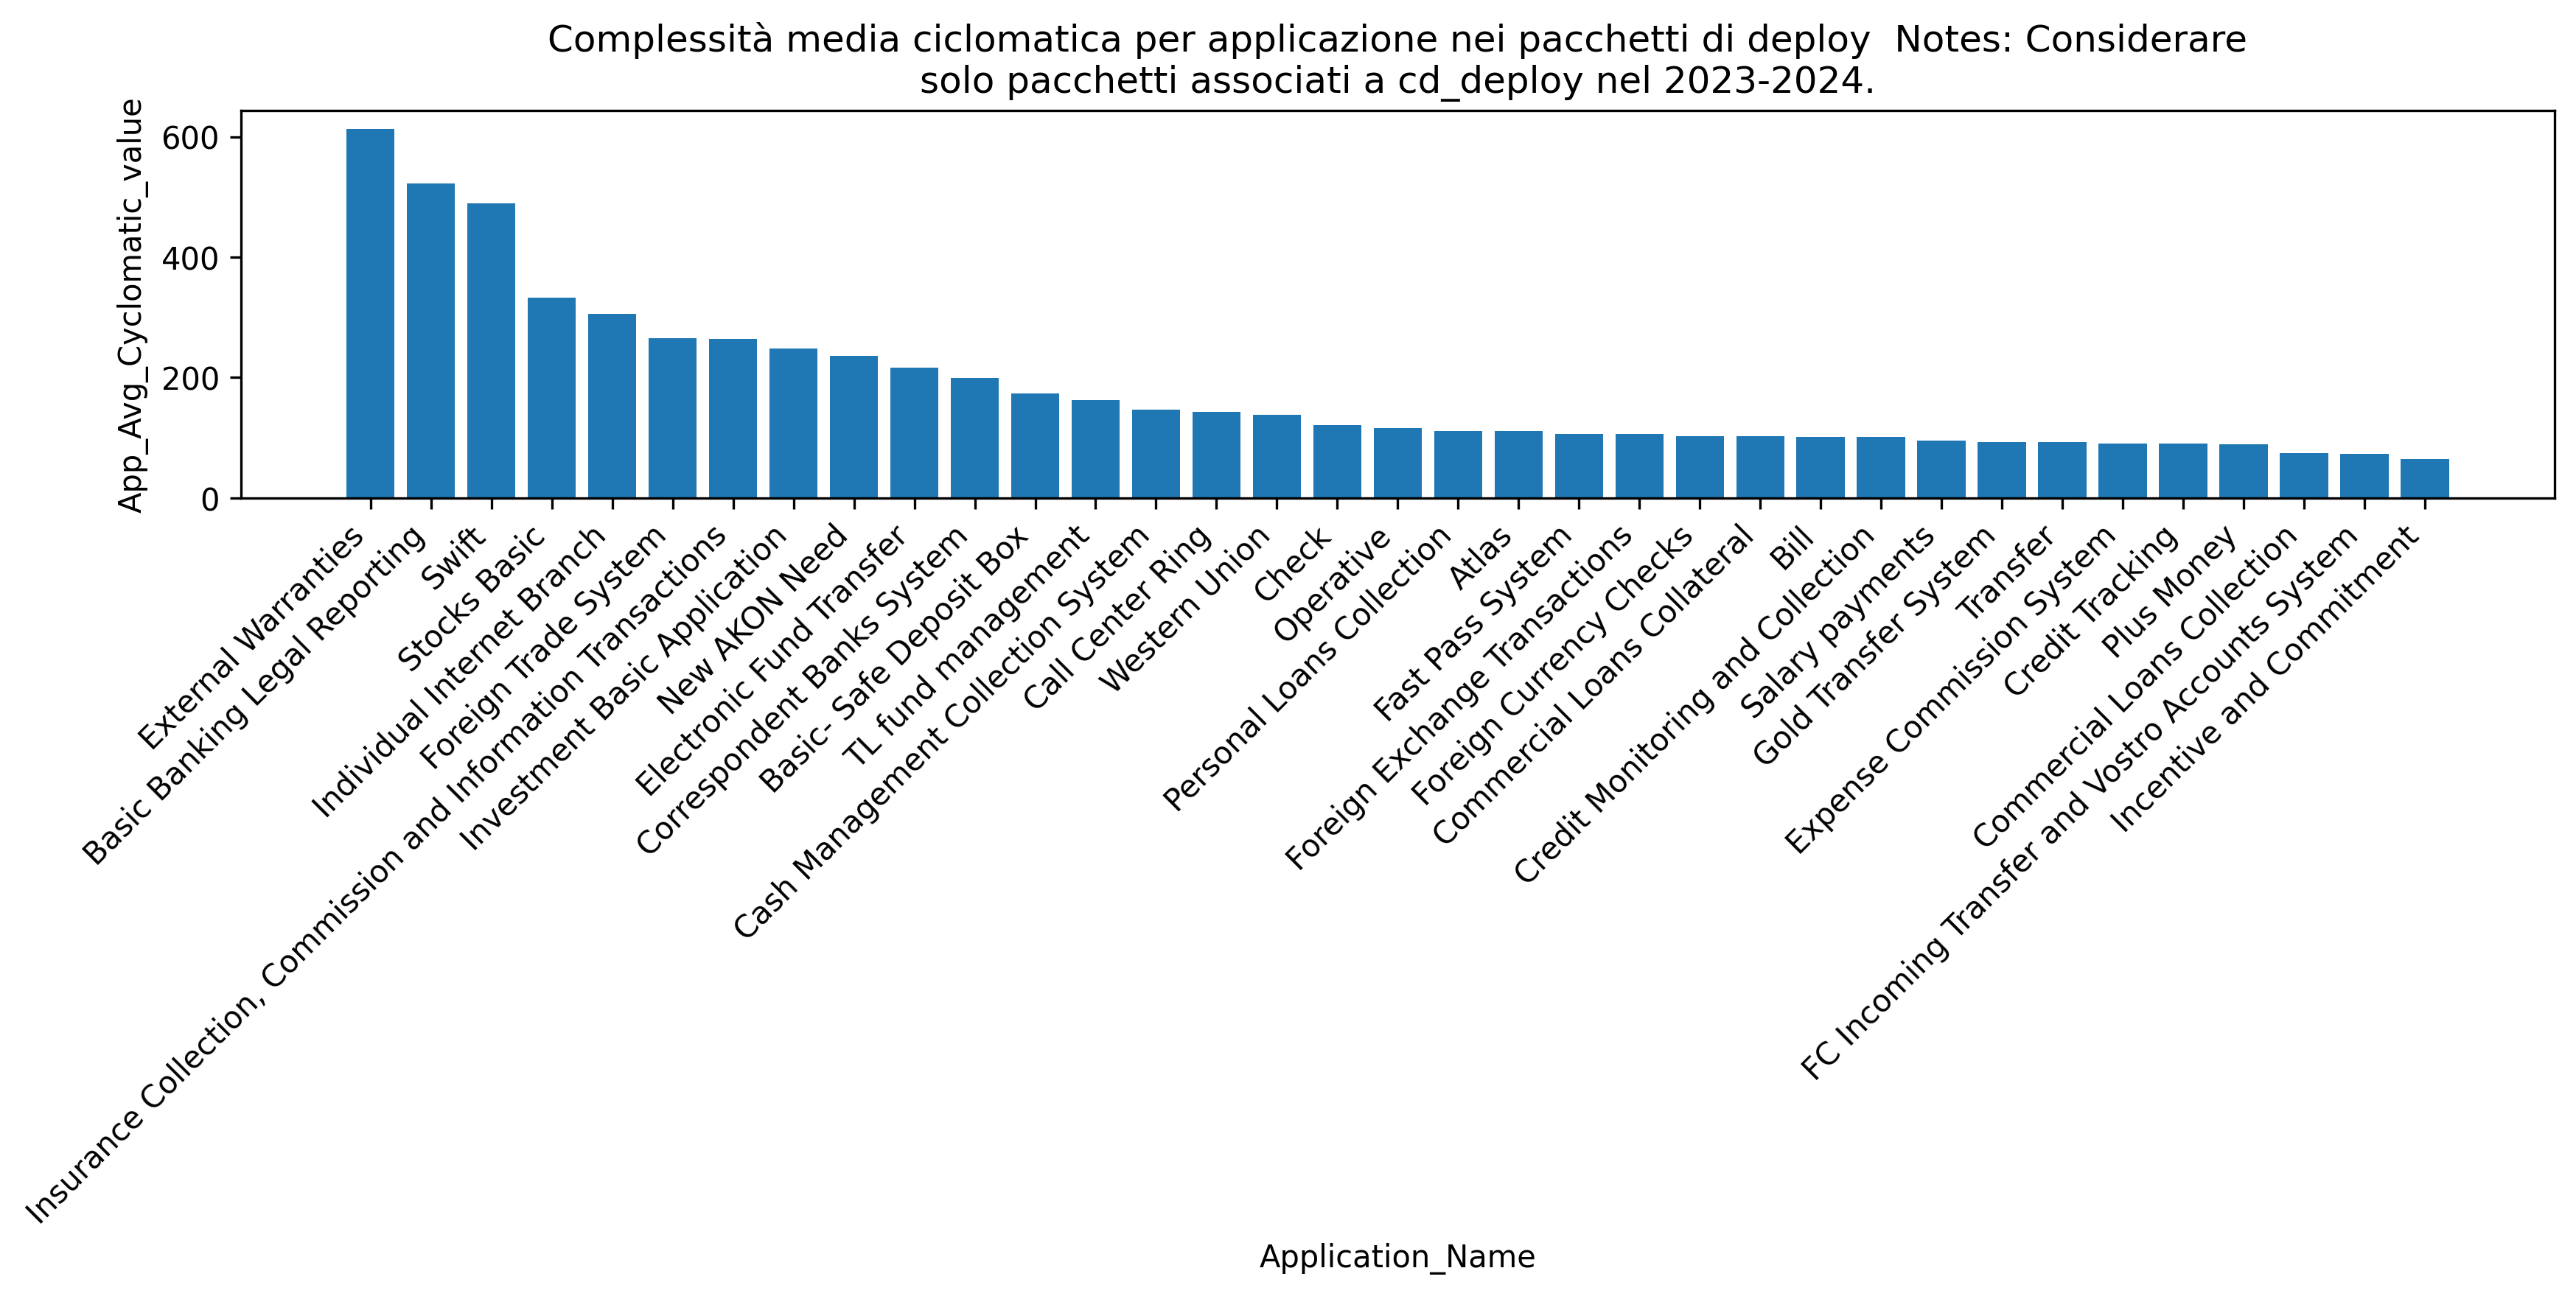 Complessità media ciclomatica per applicazione nei pacchetti di deploy  Notes: Considerare
solo pacchetti associati a cd_deploy nel 2023-2024.
App_Avg_Cyclomatic_value
600
400
200
0
External Warranties
Basic Banking Legal Reporting
Swift
Stocks Basic
Individual Internet Branch
Foreign Trade System
Insurance Collection, Commission and Information Transactions
Investment Basic Application
New AKON Need
Electronic Fund Transfer
Correspondent Banks System
Basic- Safe Deposit Box
TL fund management
Cash Management Collection System
Call Center Ring
Western Union
Check
Operative
Personal Loans Collection
Atlas
Fast Pass System
Foreign Exchange Transactions
Foreign Currency Checks
Commercial Loans Collateral
Bill
Credit Monitoring and Collection
Salary payments
Gold Transfer System
Transfer
Expense Commission System
Credit Tracking
Plus Money
Commercial Loans Collection
FC Incoming Transfer and Vostro Accounts System
Incentive and Commitment
Application_Name